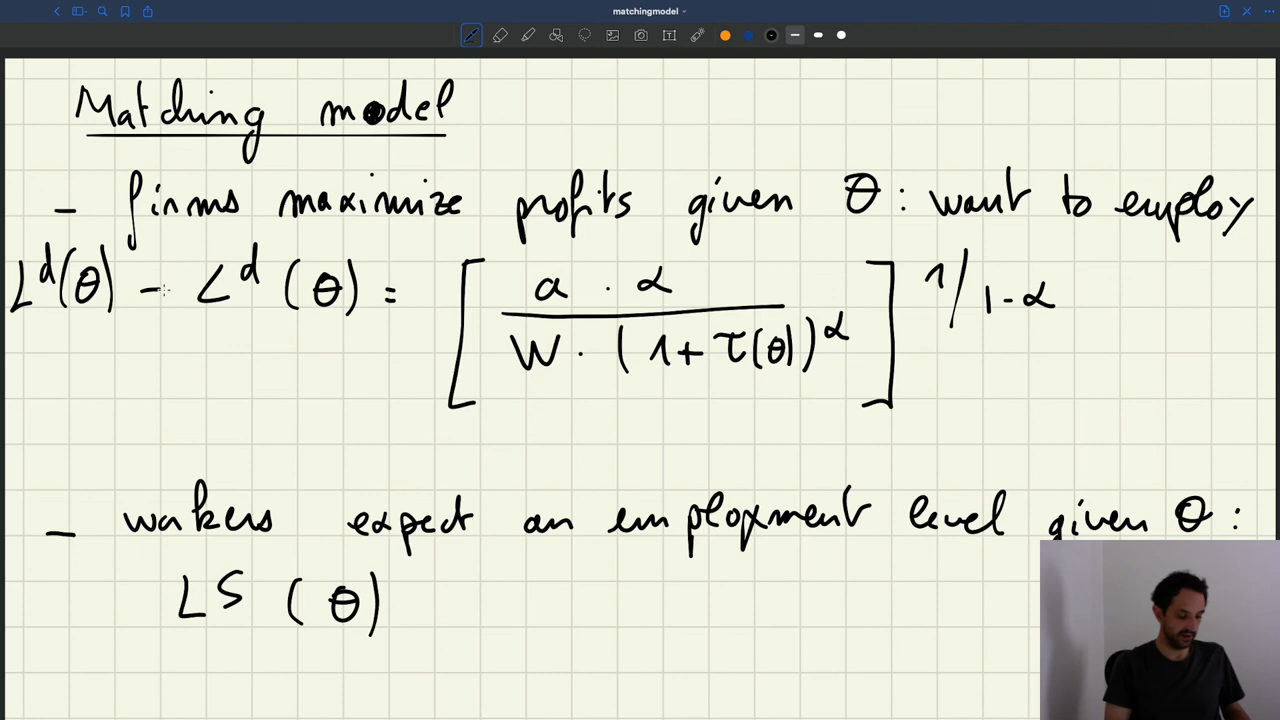 matchingmodel
Matching model
- firms maximize profits given θ : want to employ
L^d(θ) - L^d (θ) = [ a · α / W · (1 + τ(θ))^α ]^1/1-α
- workers expect an employment level given θ :
L^S (θ)